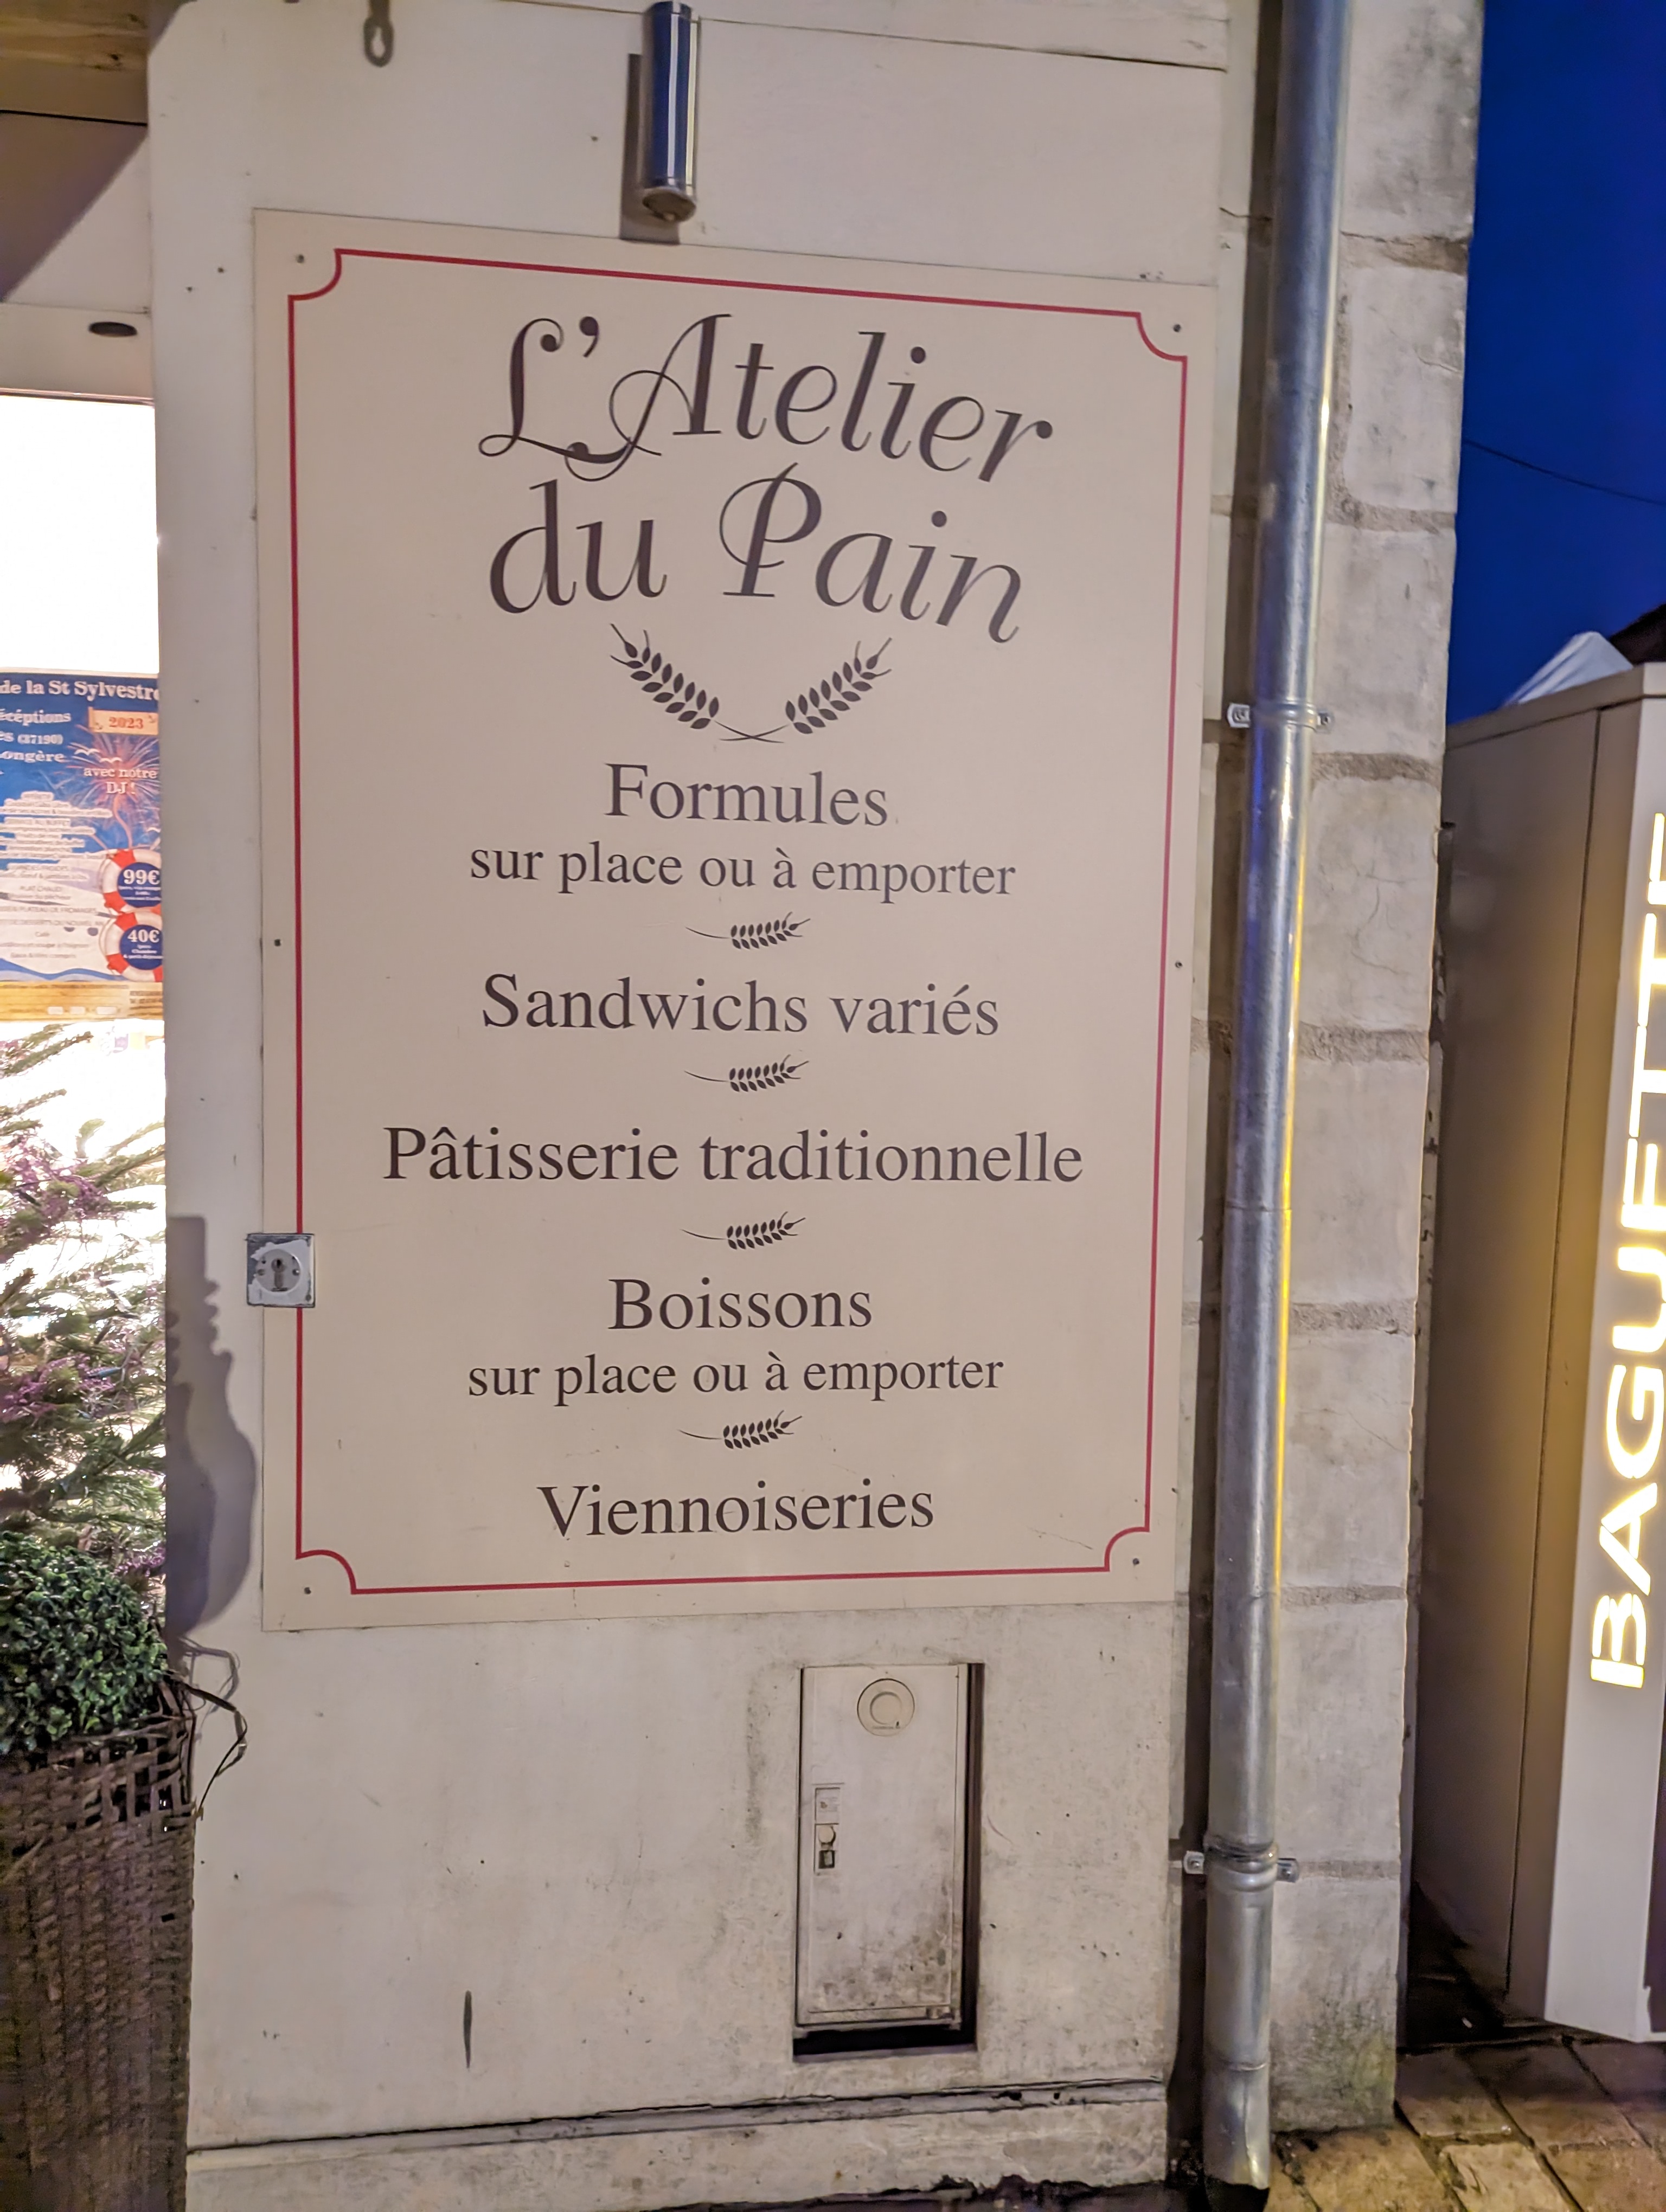 L'Atelier
du Pain
Formules
sur place ou à emporter
Sandwichs variés
Pâtisserie traditionnelle
Boissons
sur place ou à emporter
Viennoiseries
de la St Sylvestre
2023
(37190)
avec notre
DJ !
99€
40€
BAGUETTE